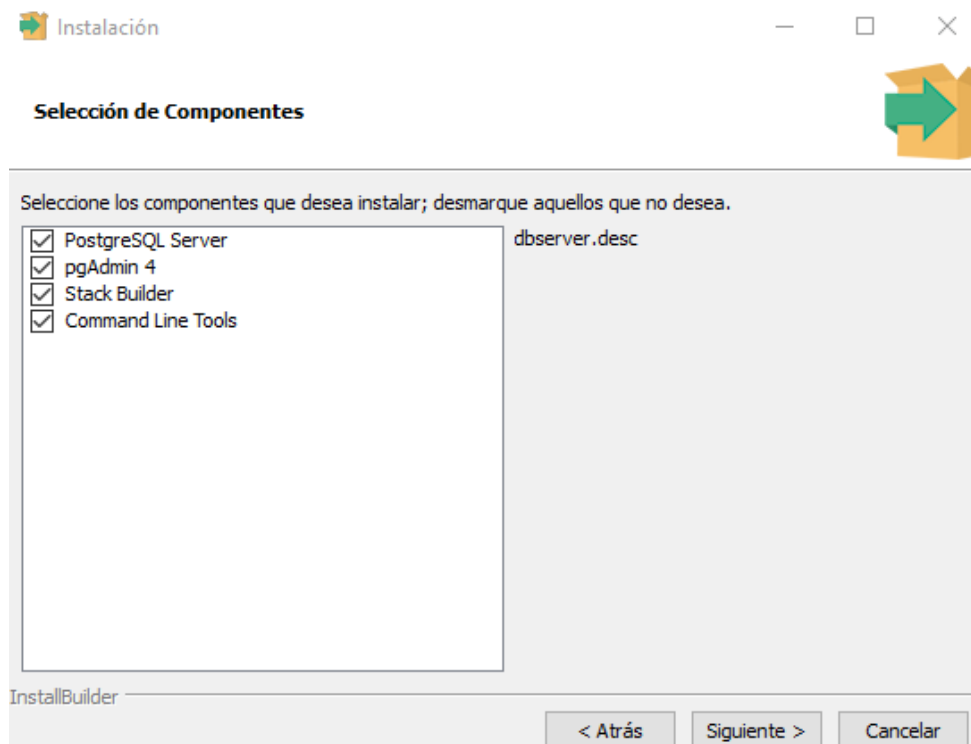 Instalación
Selección de Componentes
Seleccione los componentes que desea instalar; desmarque aquellos que no desea.
PostgreSQL Server
dbserver.desc
pgAdmin 4
Stack Builder
Command Line Tools
InstallBuilder
< Atrás
Siguiente >
Cancelar